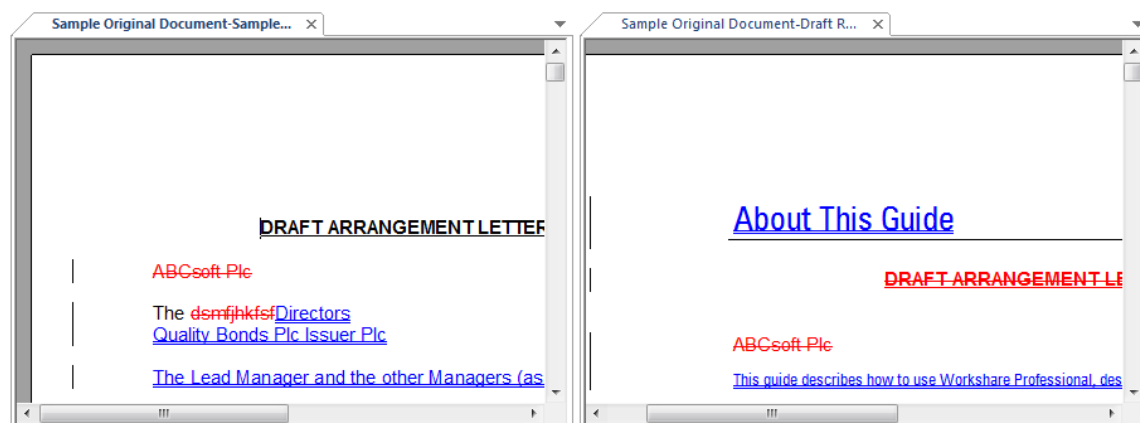 Sample Original Document-Sample...
DRAFT ARRANGEMENT LETTER
ABCsoft Plc
The dsmfjhkfsfDirectors
Quality Bonds Plc Issuer Plc
The Lead Manager and the other Managers (as
Sample Original Document-Draft R...
About This Guide
DRAFT ARRANGEMENT LE
ABCsoft Plc
This guide describes how to use Workshare Professional, des